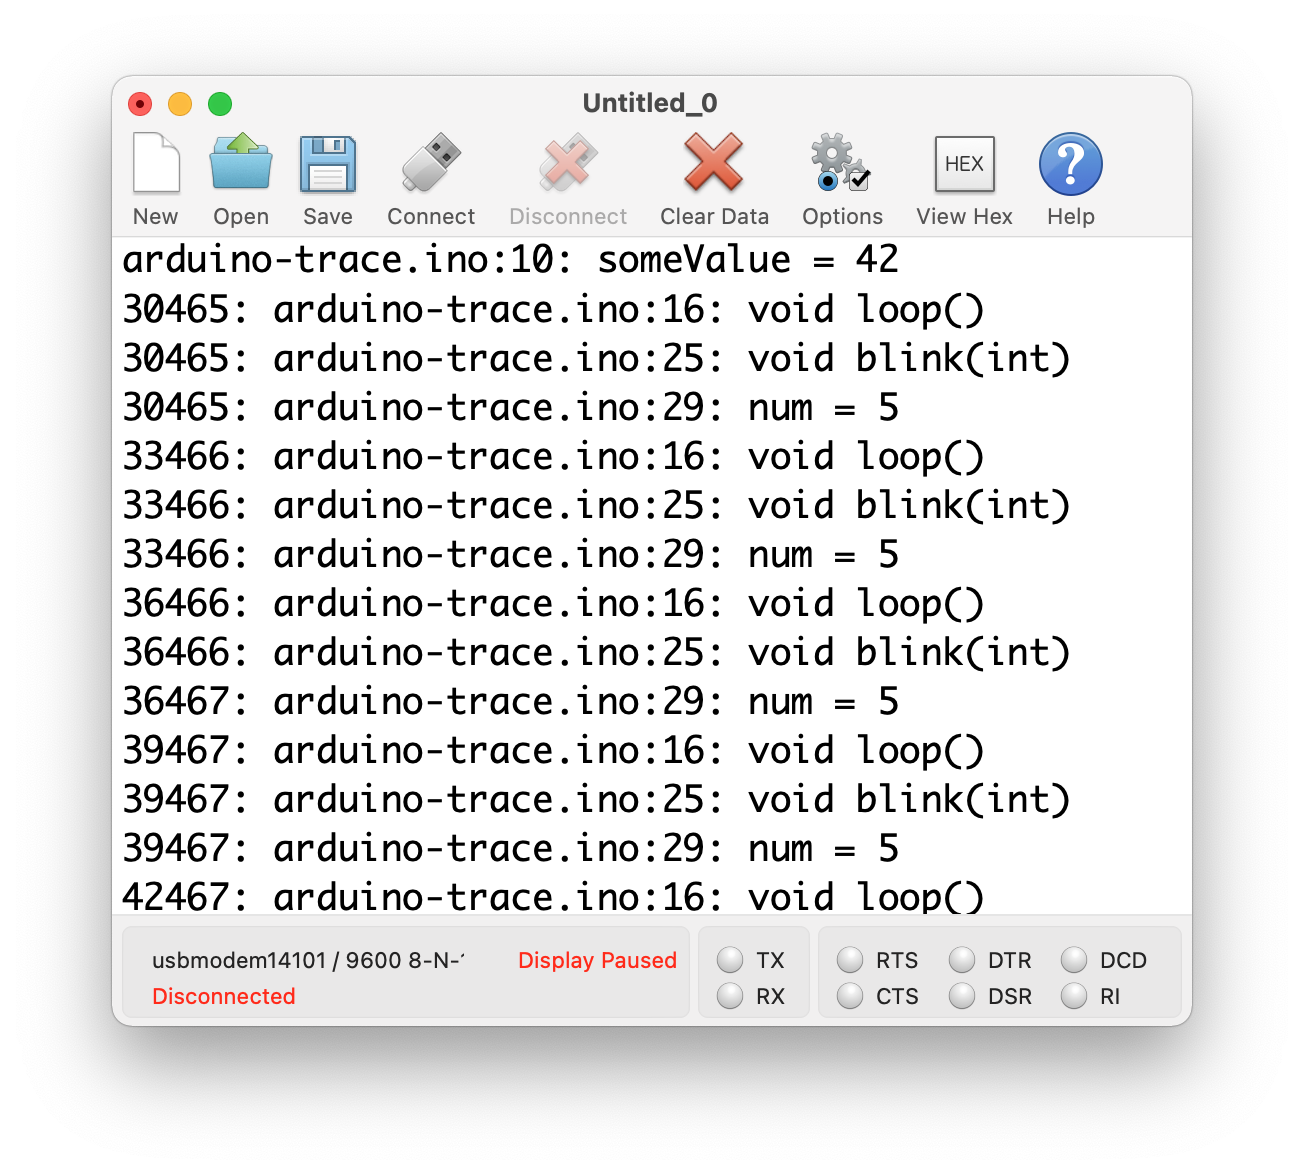 Untitled_0
HEX
New Open Save Connect Disconnect Clear Data Options View Hex Help
arduino-trace.ino:10: someValue = 42
30465: arduino-trace.ino:16: void loop()
30465: arduino-trace.ino:25: void blink(int)
30465: arduino-trace.ino:29: num = 5
33466: arduino-trace.ino:16: void loop()
33466: arduino-trace.ino:25: void blink(int)
33466: arduino-trace.ino:29: num = 5
36466: arduino-trace.ino:16: void loop()
36466: arduino-trace.ino:25: void blink(int)
36467: arduino-trace.ino:29: num = 5
39467: arduino-trace.ino:16: void loop()
39467: arduino-trace.ino:25: void blink(int)
39467: arduino-trace.ino:29: num = 5
42467: arduino-trace.ino:16: void loop()
usbmodem14101 / 9600 8-N- Display Paused TX RTS DTR DCD
Disconnected RX CTS DSR RI